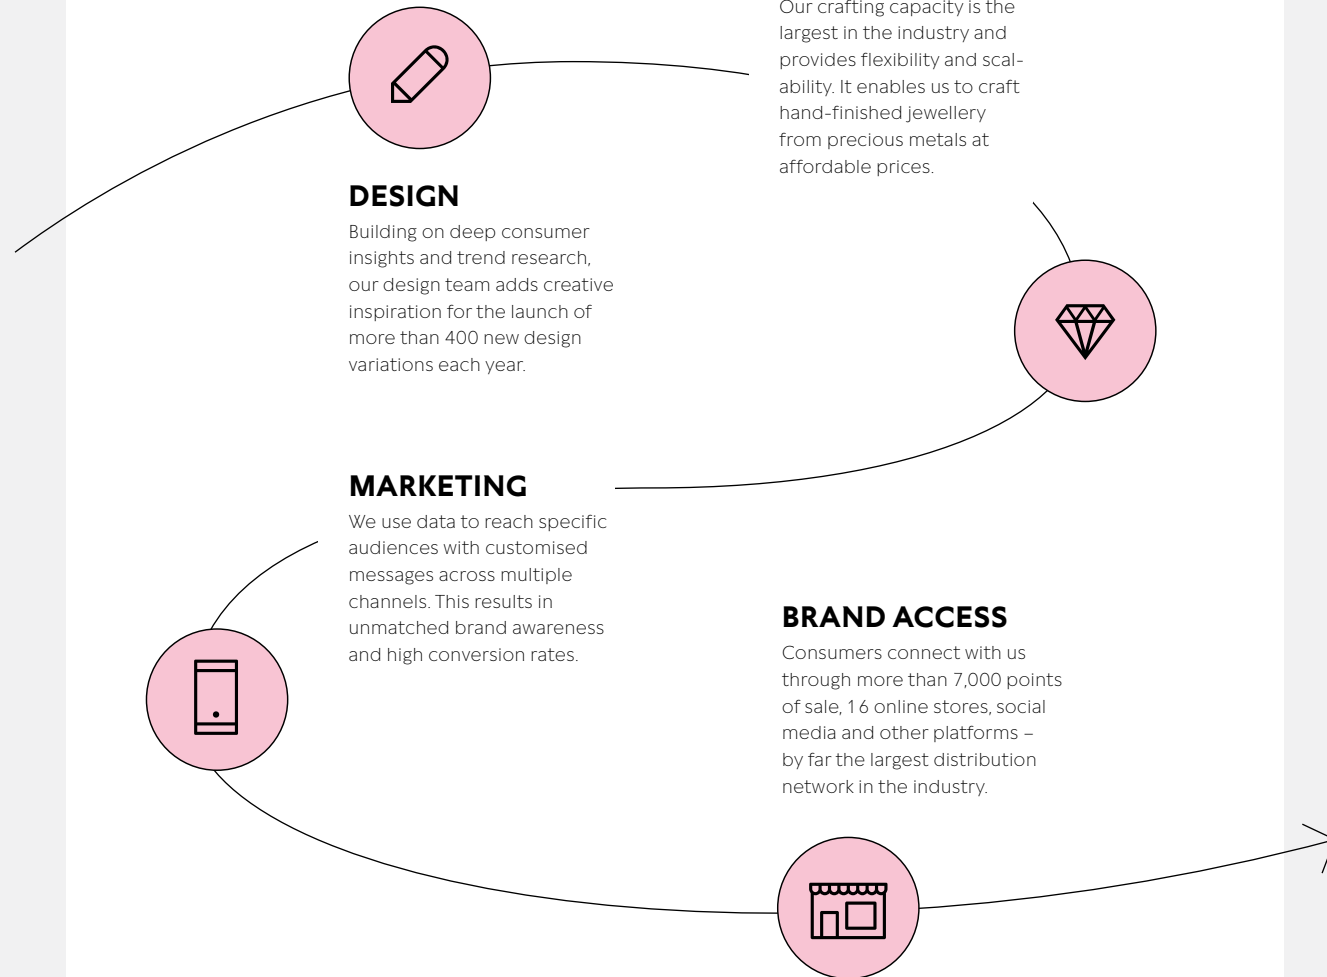 Our crafting capacity is the
largest in the industry and
provides flexibility and scal-
ability. It enables us to craft
hand-finished jewellery
from precious metals at
affordable prices.
DESIGN
Building on deep consumer
insights and trend research,
our design team adds creative
inspiration for the launch of
more than 400 new design
variations each year.
MARKETING
We use data to reach specific
audiences with customised
messages across multiple
channels. This results in
unmatched brand awareness
and high conversion rates.
BRAND ACCESS
Consumers connect with us
through more than 7,000 points
of sale, 16 online stores, social
media and other platforms –
by far the largest distribution
network in the industry.